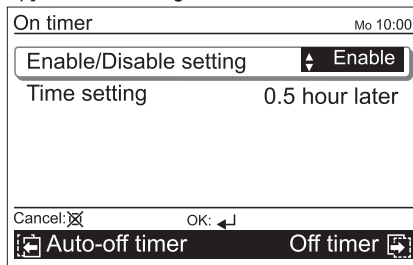 On timer Mo 10:00
Enable/Disable setting Enable
Time setting 0.5 hour later
Cancel: OK:
Auto-off timer Off timer